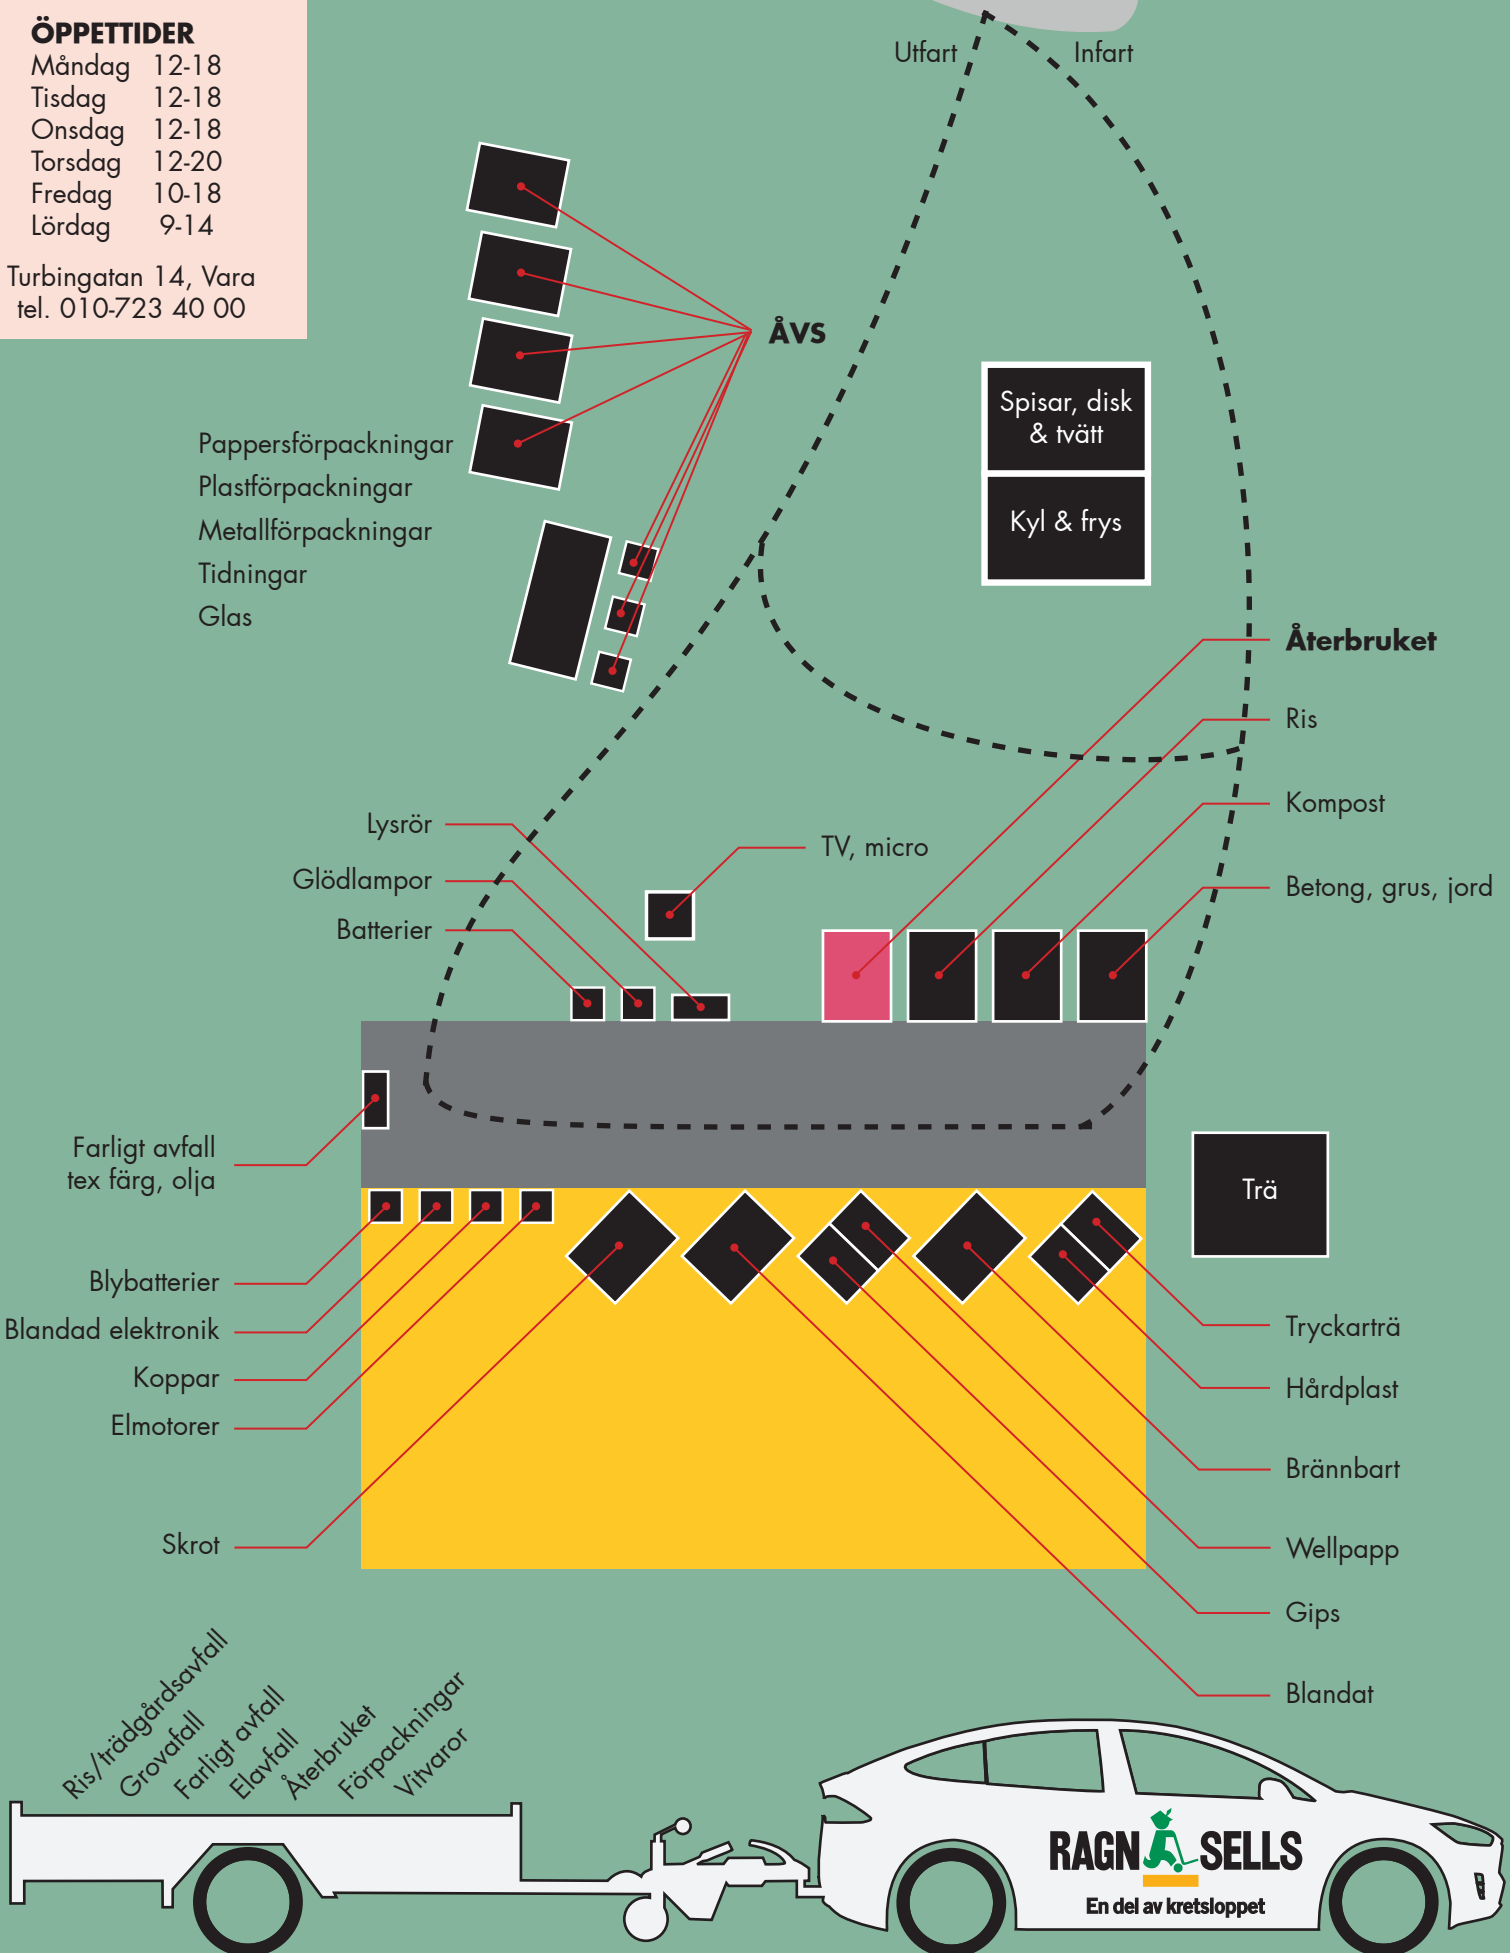 ÖPPETTIDER
Måndag 12-18
Tisdag 12-18
Onsdag 12-18
Torsdag 12-20
Fredag 10-18
Lördag 9-14
Turbingatan 14, Vara
tel. 010-723 40 00
Utfart
Infart
ÅVS
Pappersförpackningar
Plastförpackningar
Metallförpackningar
Tidningar
Glas
Spisar, disk
& tvätt
Kyl & frys
Återbruket
Ris
Kompost
Betong, grus, jord
Lysrör
Glödlampor
Batterier
TV, micro
Farligt avfall
tex färg, olja
Trä
Blybatterier
Blandad elektronik
Koppar
Elmotorer
Skrot
Tryckarträ
Hårdplast
Brännbart
Wellpapp
Gips
Blandat
Ris/trädgårdsavfall
Grovafall
Farligt avfall
Elavfall
Återbruket
Förpackningar
Vitvaror
RAGN SELLS
En del av kretsloppet